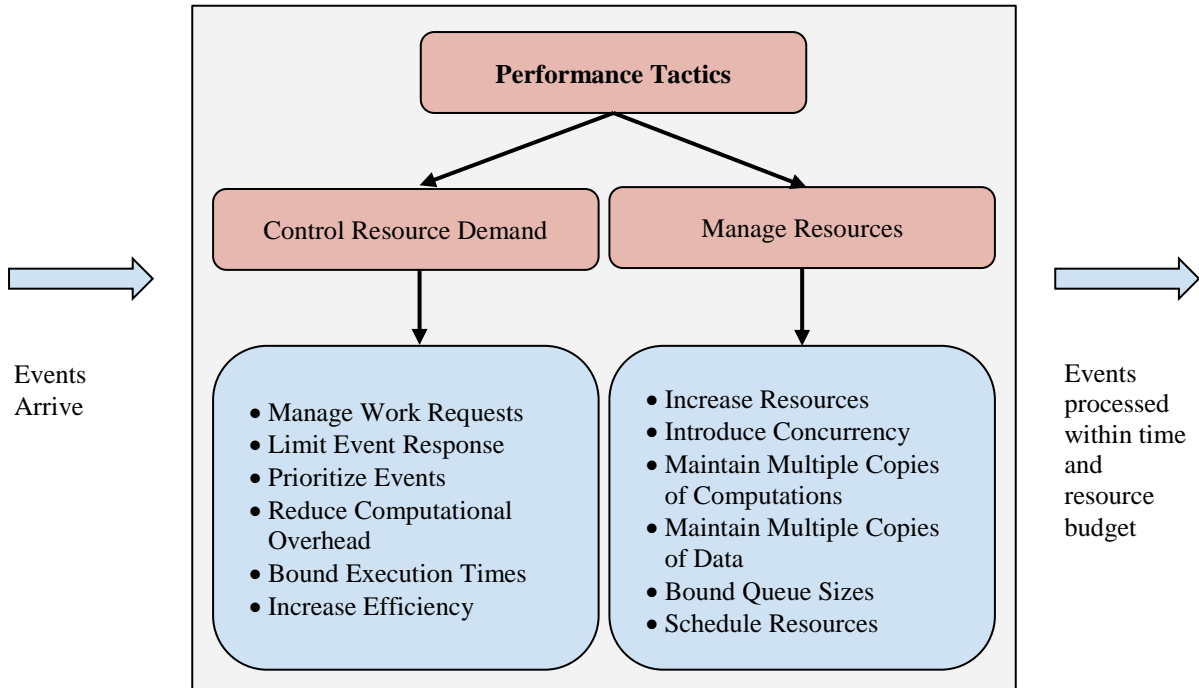 Performance Tactics
Control Resource Demand
Manage Resources
Events
Arrive
• Manage Work Requests
• Limit Event Response
• Prioritize Events
• Reduce Computational
Overhead
• Bound Execution Times
• Increase Efficiency
• Increase Resources
• Introduce Concurrency
• Maintain Multiple Copies
of Computations
• Maintain Multiple Copies
of Data
• Bound Queue Sizes
• Schedule Resources
Events
processed
within time
and
resource
budget